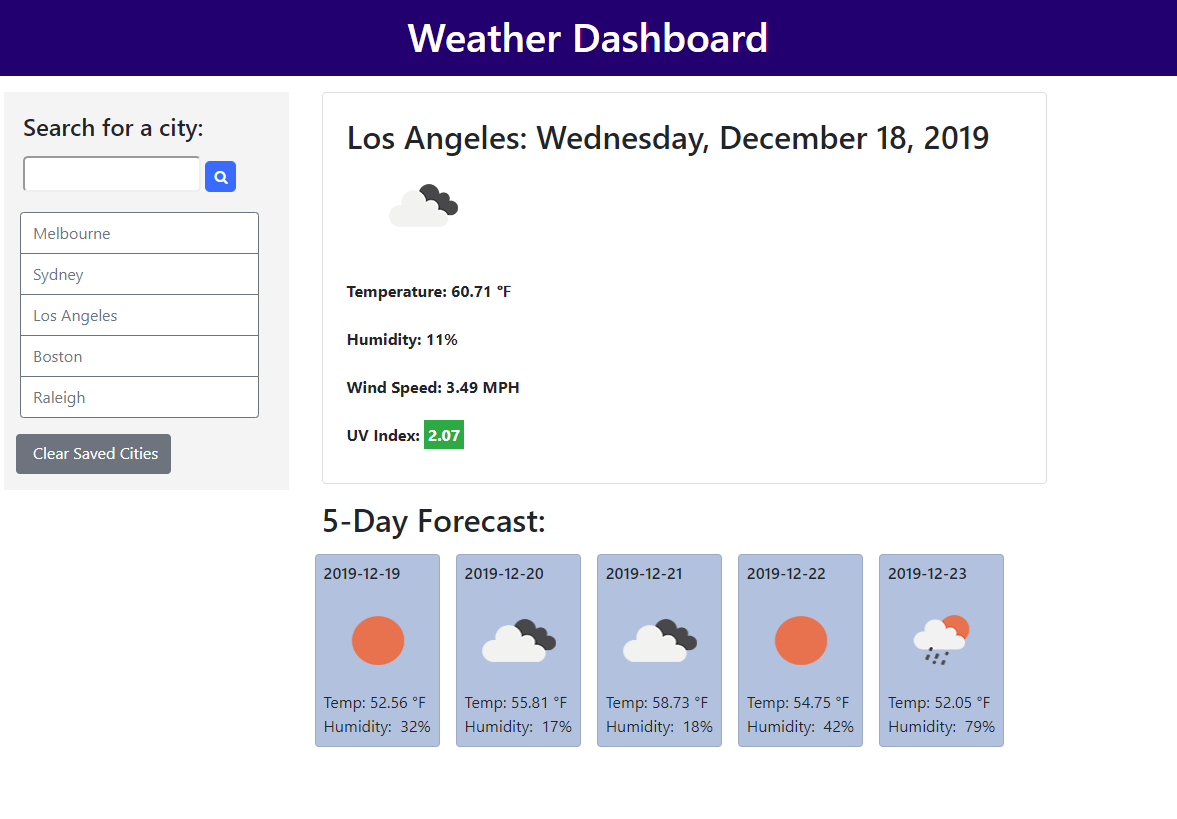 Weather Dashboard
Search for a city:
Melbourne
Sydney
Los Angeles
Boston
Raleigh
Clear Saved Cities
Los Angeles: Wednesday, December 18, 2019
Temperature: 60.71 °F
Humidity: 11%
Wind Speed: 3.49 MPH
UV Index: 2.07
5-Day Forecast:
2019-12-19
Temp: 52.56 °F
Humidity: 32%
2019-12-20
Temp: 55.81 °F
Humidity: 17%
2019-12-21
Temp: 58.73 °F
Humidity: 18%
2019-12-22
Temp: 54.75 °F
Humidity: 42%
2019-12-23
Temp: 52.05 °F
Humidity: 79%